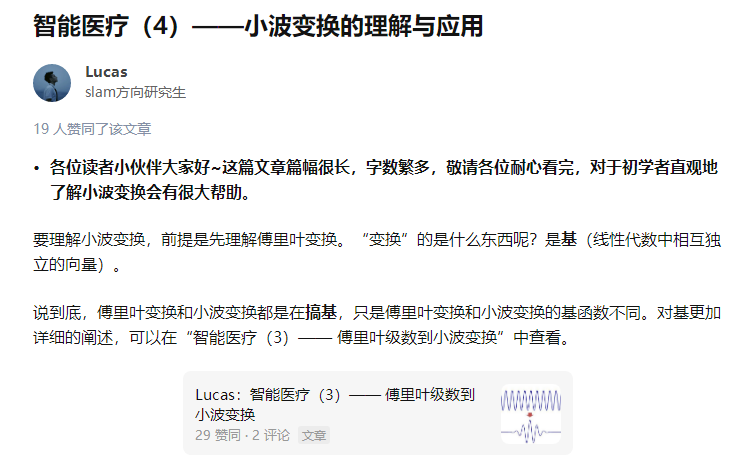 智能医疗（4）——小波变换的理解与应用
Lucas
slam方向研究生
19 人赞同了该文章
• 各位读者小伙伴大家好~这篇文章篇幅很长，字数繁多，敬请各位耐心看完，对于初学者直观地
了解小波变换会有很大帮助。
要理解小波变换，前提是先理解傅里叶变换。“变换”的是什么东西呢？是基（线性代数中相互独
立的向量）。
说到底，傅里叶变换和小波变换都是在搞基，只是傅里叶变换和小波变换的基函数不同。对基更加
详细的阐述，可以在“智能医疗（3）—— 傅里叶级数到小波变换”中查看。
Lucas：智能医疗（3）—— 傅里叶级数到
小波变换
29 赞同 · 2 评论 文章